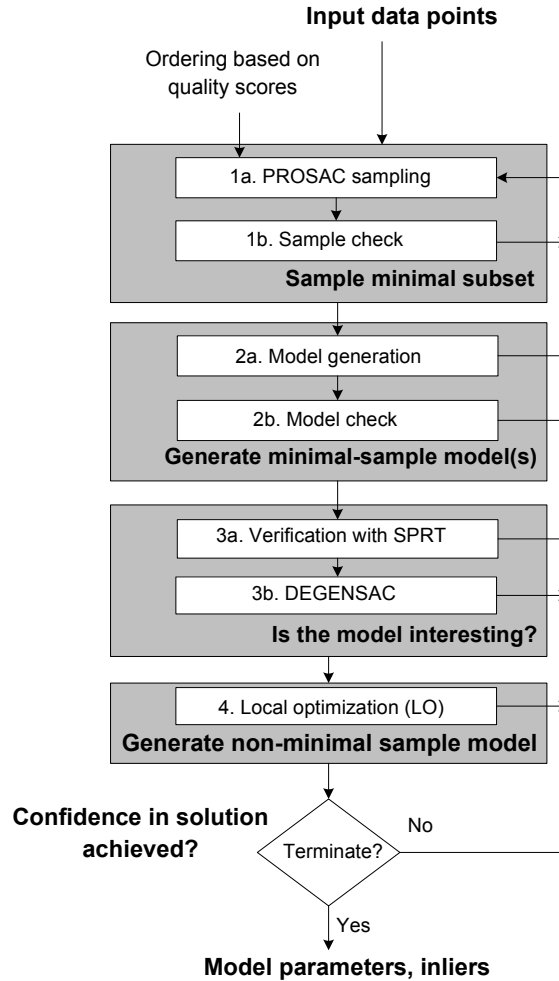 Input data points
Ordering based on
quality scores
1a. PROSAC sampling
1b. Sample check
Sample minimal subset
2a. Model generation
2b. Model check
Generate minimal-sample model(s)
3a. Verification with SPRT
3b. DEGENSAC
Is the model interesting?
4. Local optimization (LO)
Generate non-minimal sample model
Confidence in solution
achieved?
Terminate?
No
Yes
Model parameters, inliers